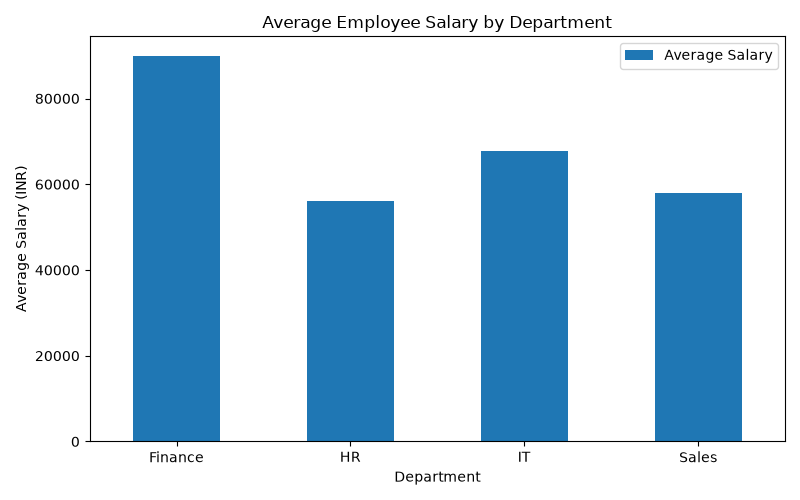 Average Employee Salary by Department
Average Salary
80000
60000
40000
20000
0
Average Salary (INR)
Finance
HR
IT
Sales
Department